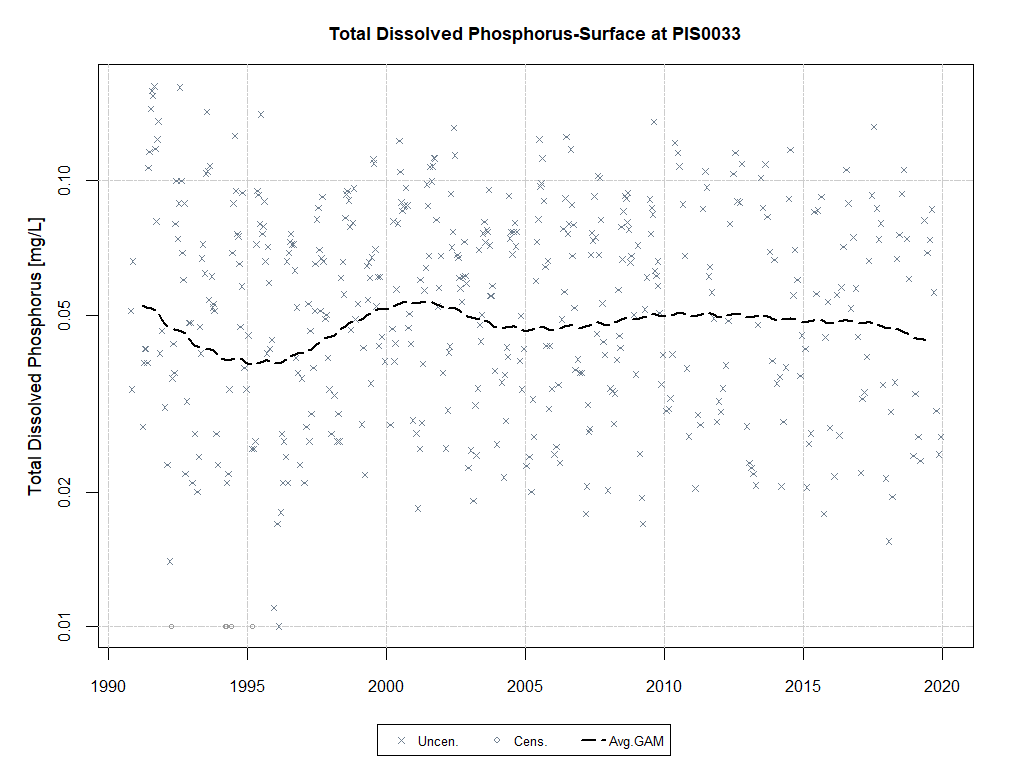 Total Dissolved Phosphorus-Surface at PIS0033
Total Dissolved Phosphorus [mg/L]
0.10
0.05
0.02
0.01
1990 1995 2000 2005 2010 2015 2020
Uncen. Cens. Avg.GAM